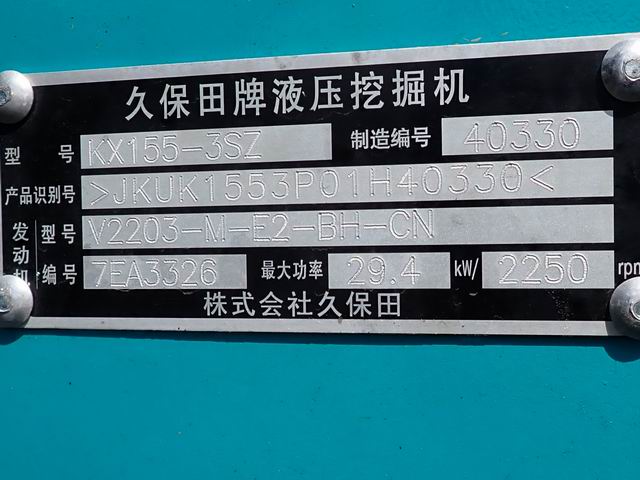 久保田牌液压挖掘机
型 号 KX155-3SZ 制造编号 40330
产品识别号 >JKUK1553P01H40330<
发动机 型号 V2203-M-E2-BH-CN
编号 7EA3326 最大功率 29.4 kW/ 2250 rpm
株式会社久保田